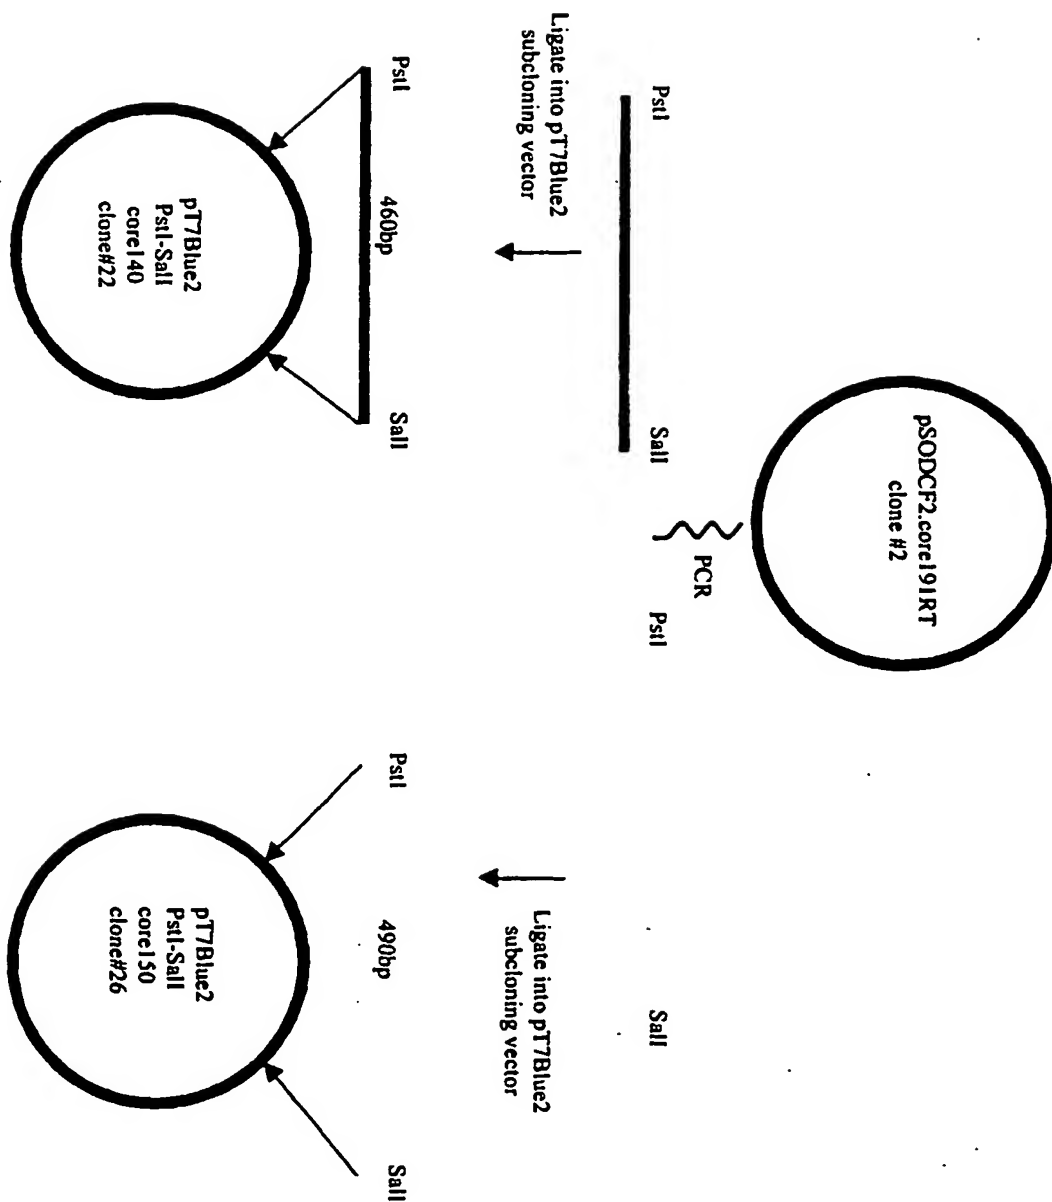 pSODCF2.core191RT
clone #2
PCR
PstI
SalI
PstI
SalI
Ligate into pT7Blue2
subcloning vector
Ligate into pT7Blue2
subcloning vector
PstI
460bp
SalI
PstI
490bp
SalI
pT7Blue2
PstI-SalI
core140
clone#22
pT7Blue2
PstI-SalI
core150
clone#26